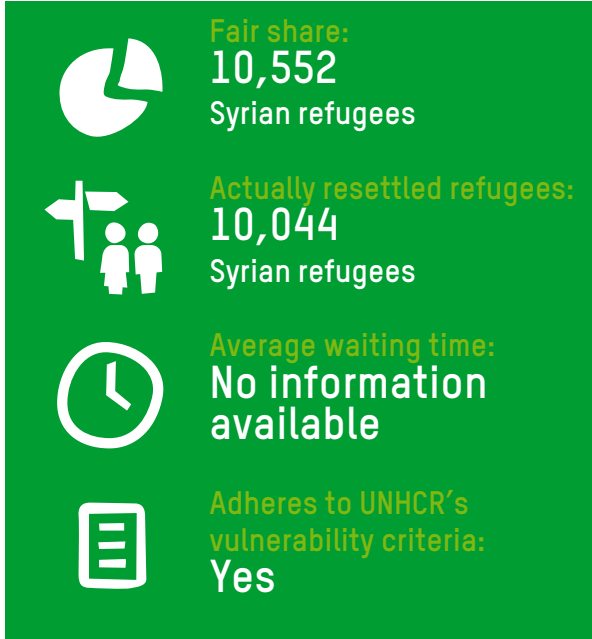 Fair share:
10,552
Syrian refugees
Actually resettled refugees:
10,044
Syrian refugees
Average waiting time:
No information
available
Adheres to UNHCR’s
vulnerability criteria:
Yes